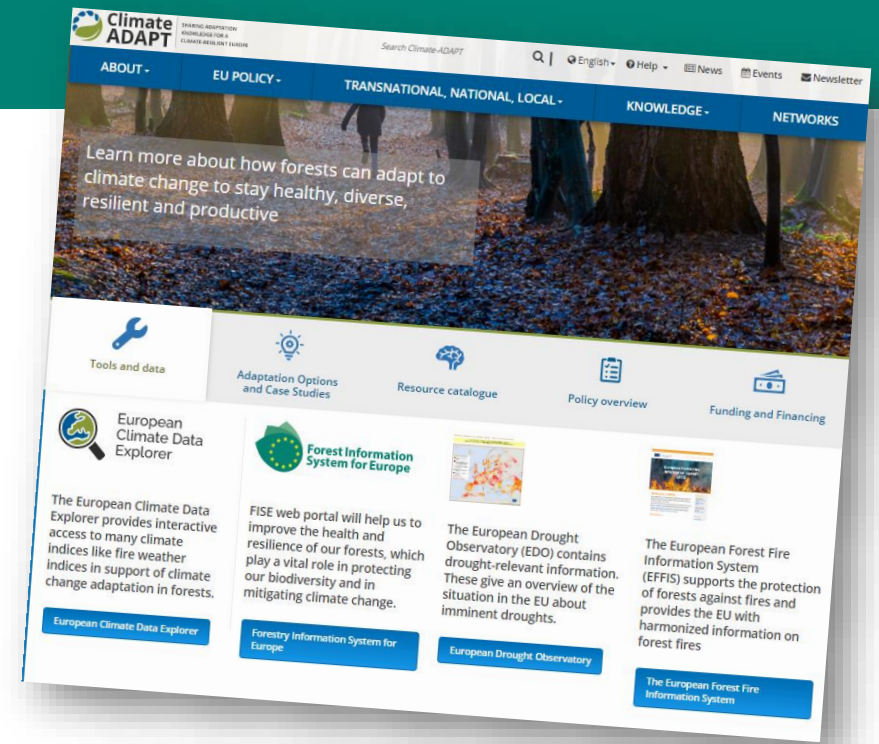 Climate
ADAPT
SHARING ADAPTATION
KNOWLEDGE FOR A
CLIMATE-RESILIENT EUROPE
Search Climate-ADAPT
English
Help
News
Events
Newsletter
ABOUT
EU POLICY
TRANSNATIONAL, NATIONAL, LOCAL
KNOWLEDGE
NETWORKS
Learn more about how forests can adapt to
climate change to stay healthy, diverse,
resilient and productive
Tools and data
Adaptation Options
and Case Studies
Resource catalogue
Policy overview
Funding and Financing
European
Climate Data
Explorer
The European Climate Data
Explorer provides interactive
access to many climate
indices like fire weather
indices in support of climate
change adaptation in forests.
European Climate Data Explorer
Forest Information
System for Europe
FISE web portal will help us to
improve the health and
resilience of our forests, which
play a vital role in protecting
our biodiversity and in
mitigating climate change.
Forestry Information System for
Europe
The European Drought
Observatory (EDO) contains
drought-relevant information.
These give an overview of the
situation in the EU about
imminent droughts.
European Drought Observatory
The European Forest Fire
Information System
(EFFIS) supports the protection
of forests against fires and
provides the EU with
harmonized information on
forest fires
The European Forest Fire
Information System